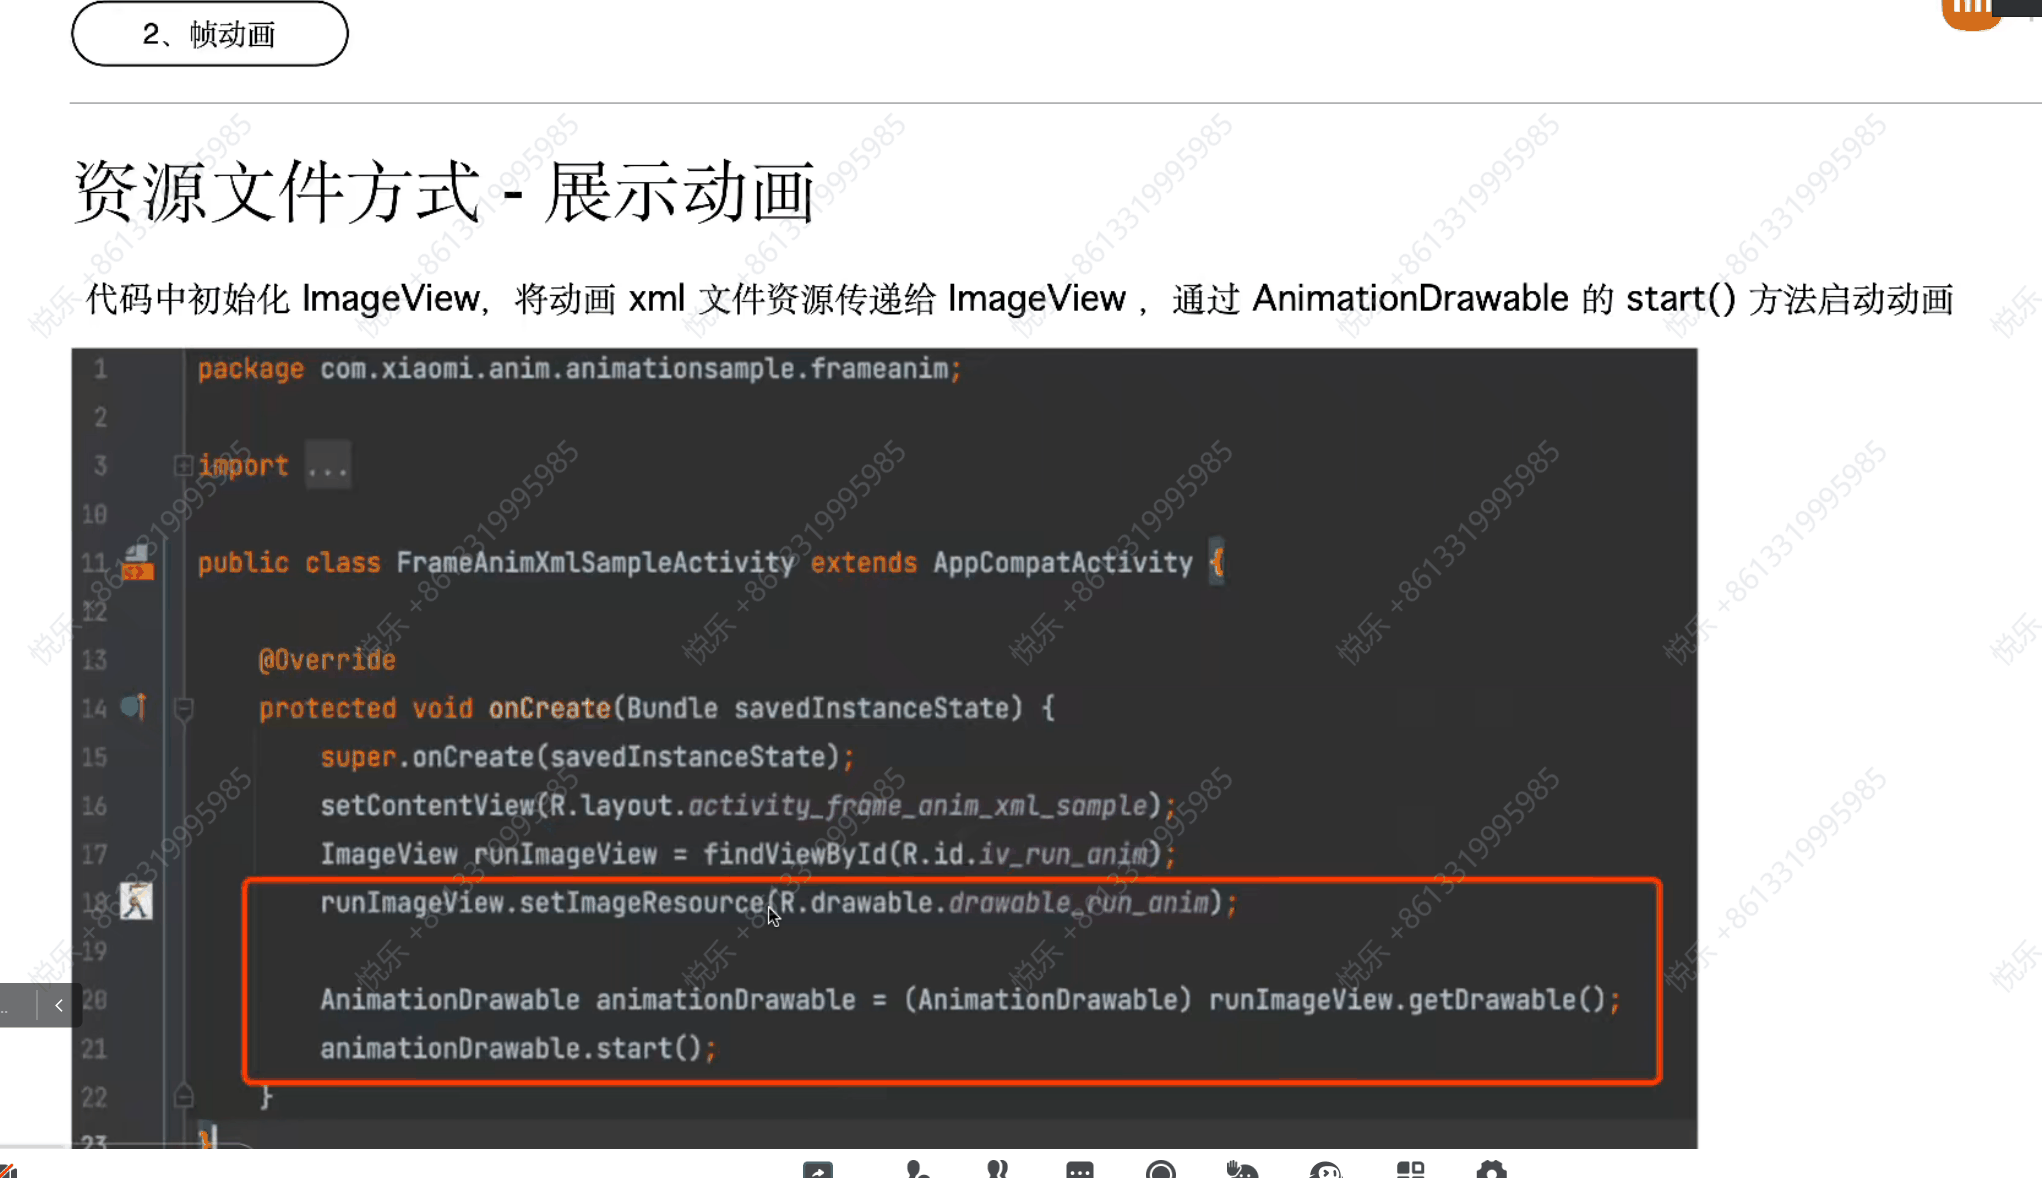 2、帧动画
资源文件方式 - 展示动画
代码中初始化 ImageView，将动画 xml 文件资源传递给 ImageView ，通过 AnimationDrawable 的 start() 方法启动动画
1 package com.xiaomi.anim.animationsample.frameanim;
2
3 import ...
10
11 public class FrameAnimXmlSampleActivity extends AppCompatActivity {
12
13 @Override
14 protected void onCreate(Bundle savedInstanceState) {
15 super.onCreate(savedInstanceState);
16 setContentView(R.layout.activity_frame_anim_xml_sample);
17 ImageView runImageView = findViewById(R.id.iv_run_anim);
18 runImageView.setImageResource(R.drawable.drawable_run_anim);
19
20 AnimationDrawable animationDrawable = (AnimationDrawable) runImageView.getDrawable();
21 animationDrawable.start();
22 }
23 }
悦乐 +8613319995985